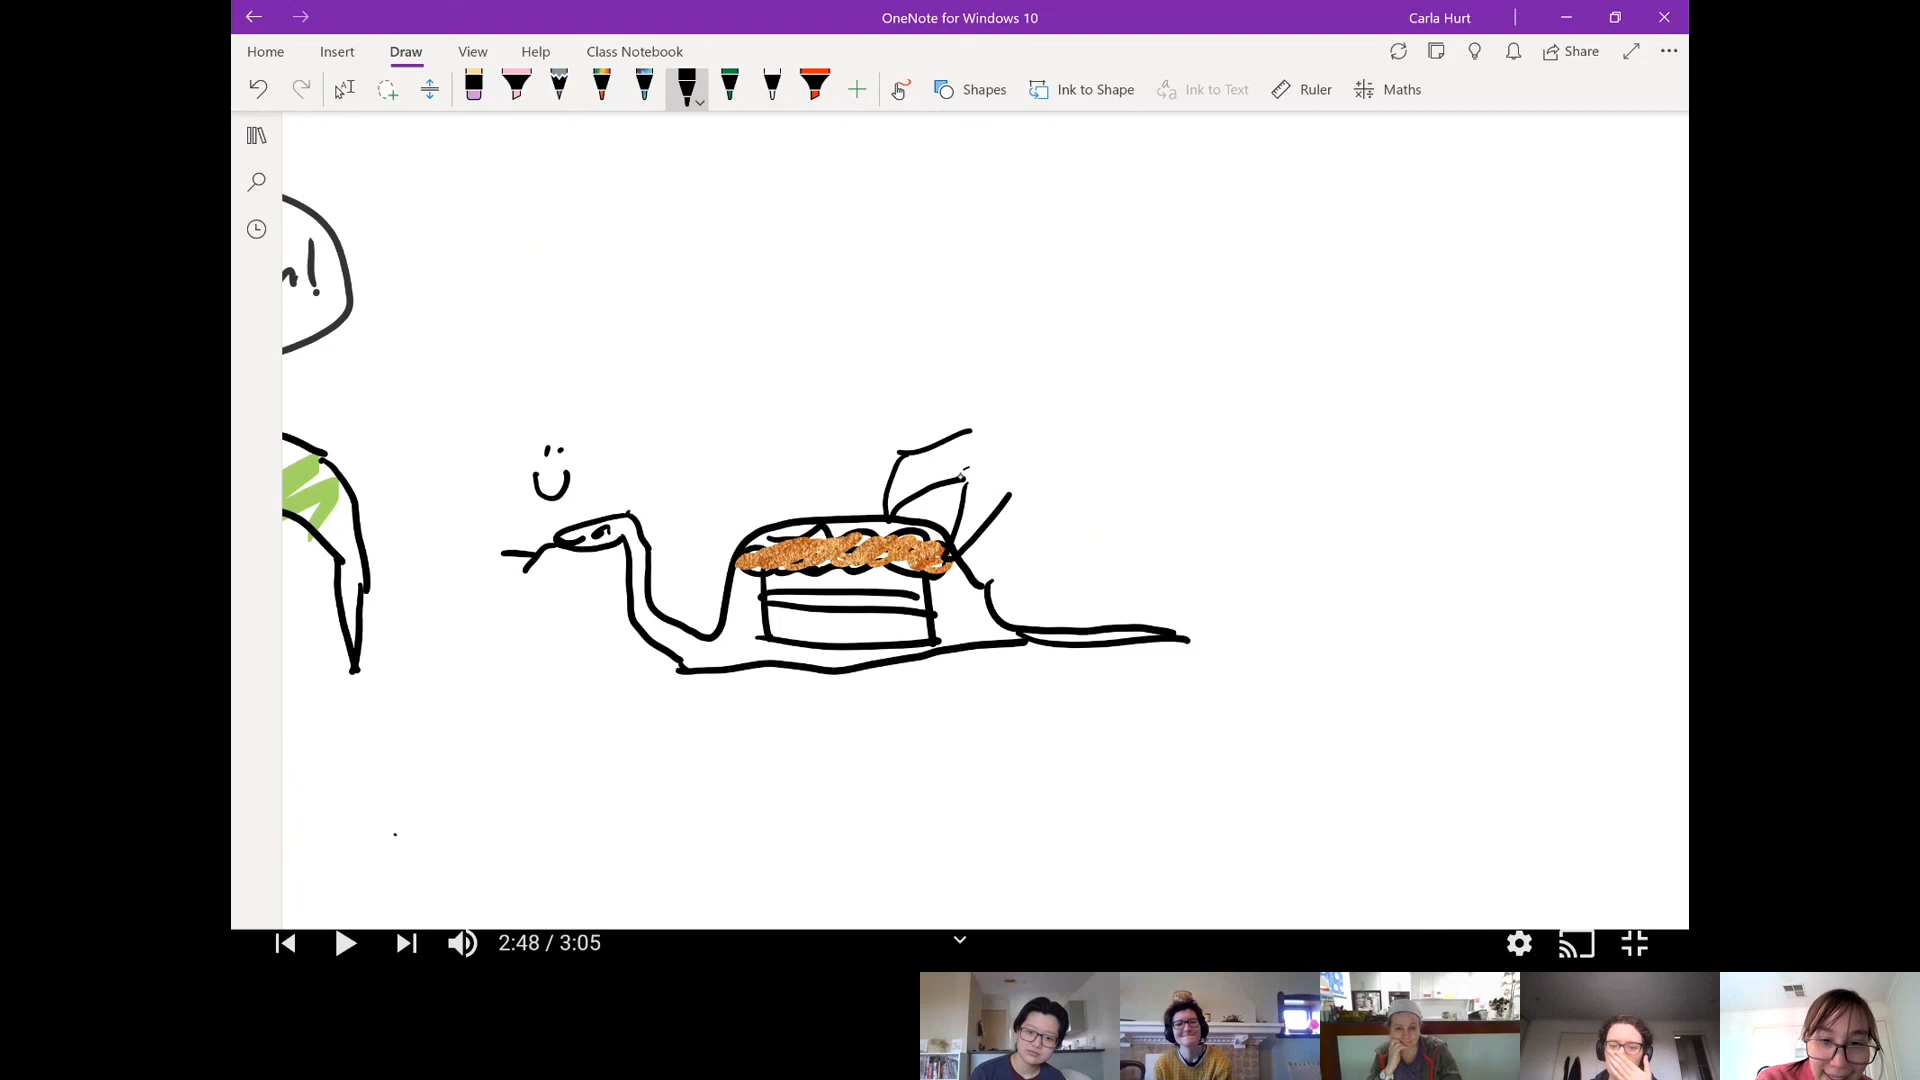 OneNote for Windows 10
Carla Hurt
Home Insert Draw View Help Class Notebook
Share
Shapes Ink to Shape Ink to Text Ruler Maths
n!
2:48 / 3:05